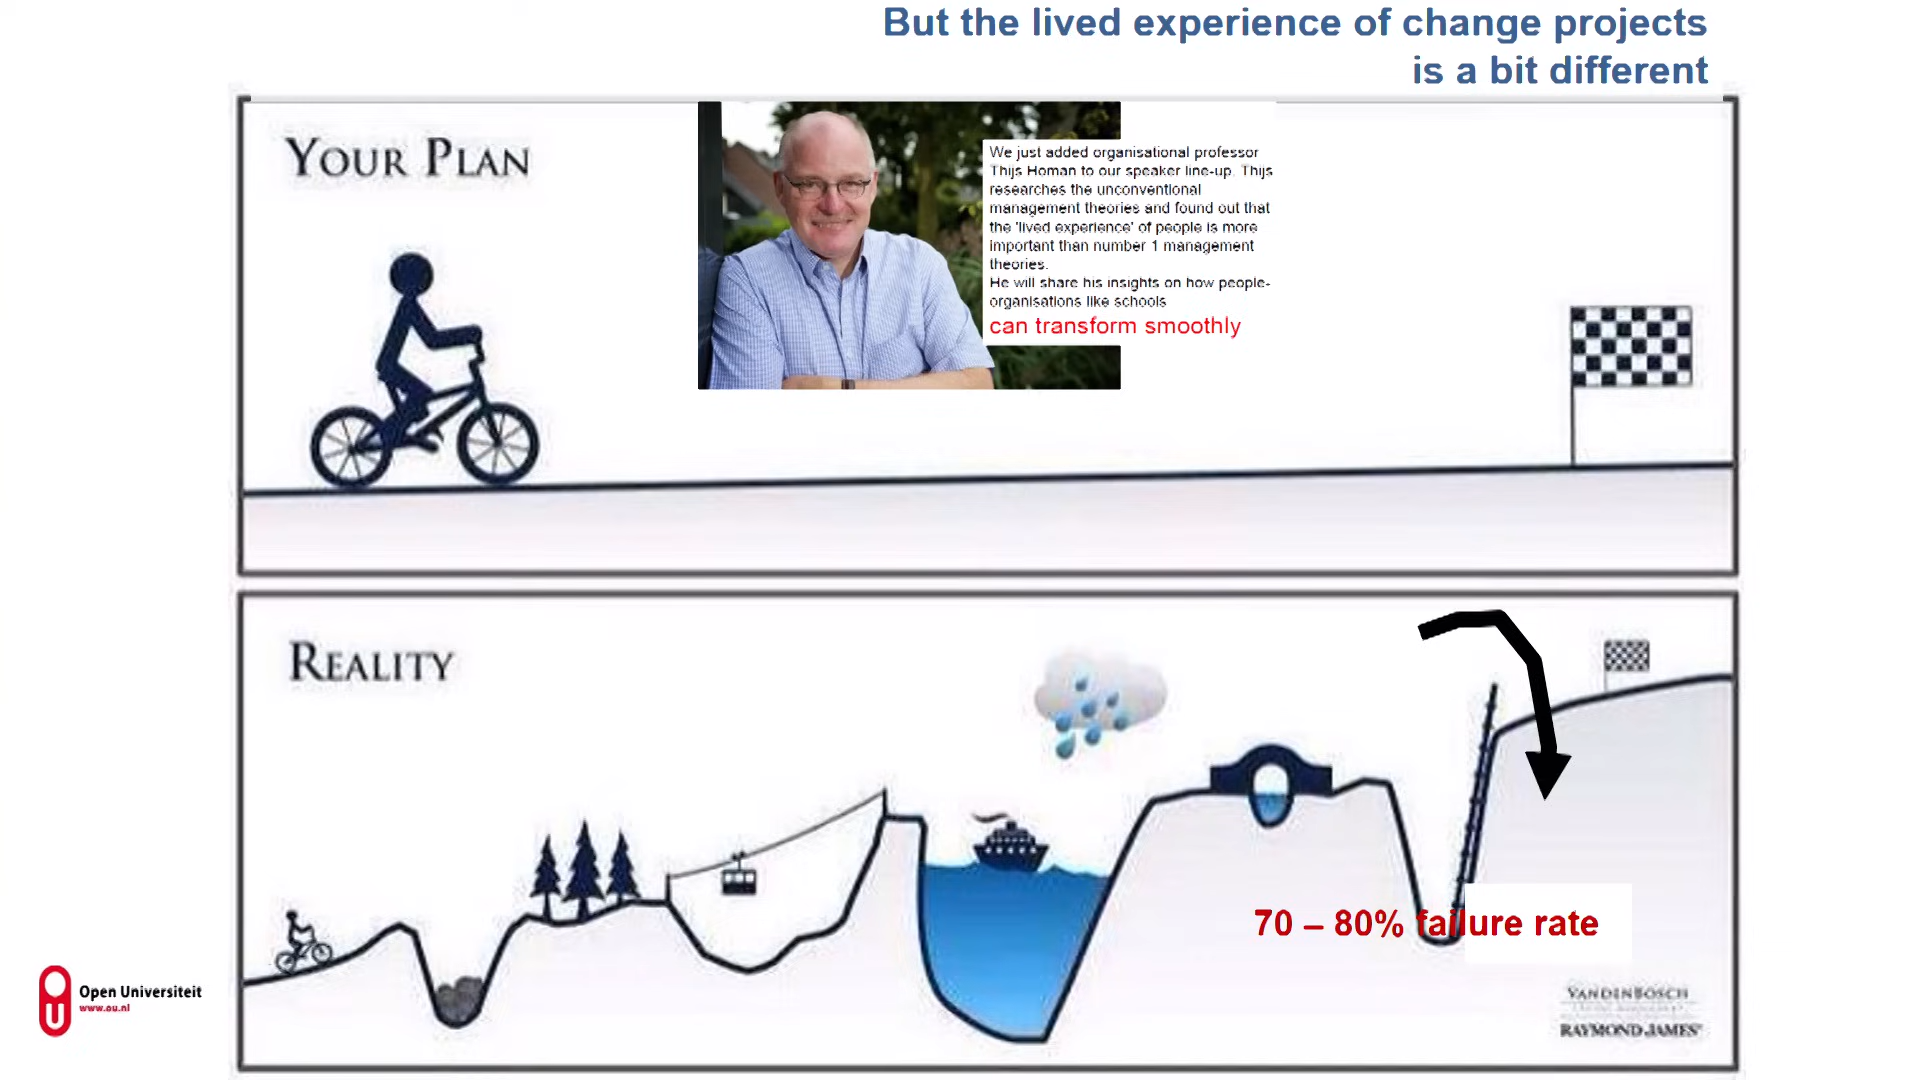 But the lived experience of change projects
is a bit different
YOUR PLAN
We just added organisational professor
Thijs Homan to our speaker line-up. Thijs
researches the unconventional
management theories and found out that
the 'lived experience' of people is more
important than number 1 management
theories.
He will share his insights on how people-
organisations like schools
can transform smoothly
REALITY
70 – 80% failure rate
Open Universiteit
www.ou.nl
VANDENBOSCH
RAYMOND JAMES®